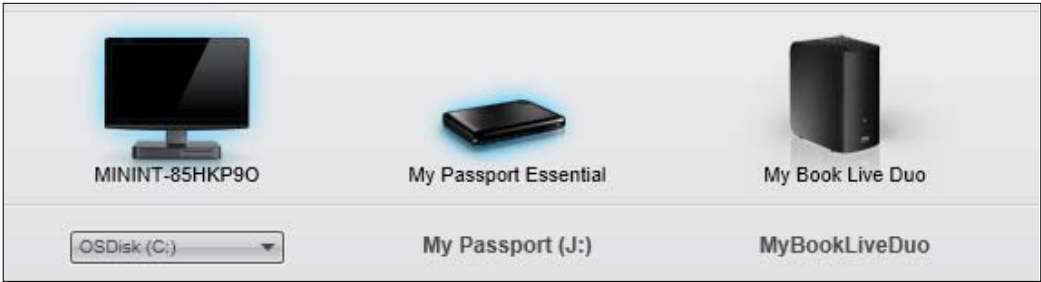 MININT-85HKP9O
My Passport Essential
My Book Live Duo
OSDisk (C:)
My Passport (J:)
MyBookLiveDuo